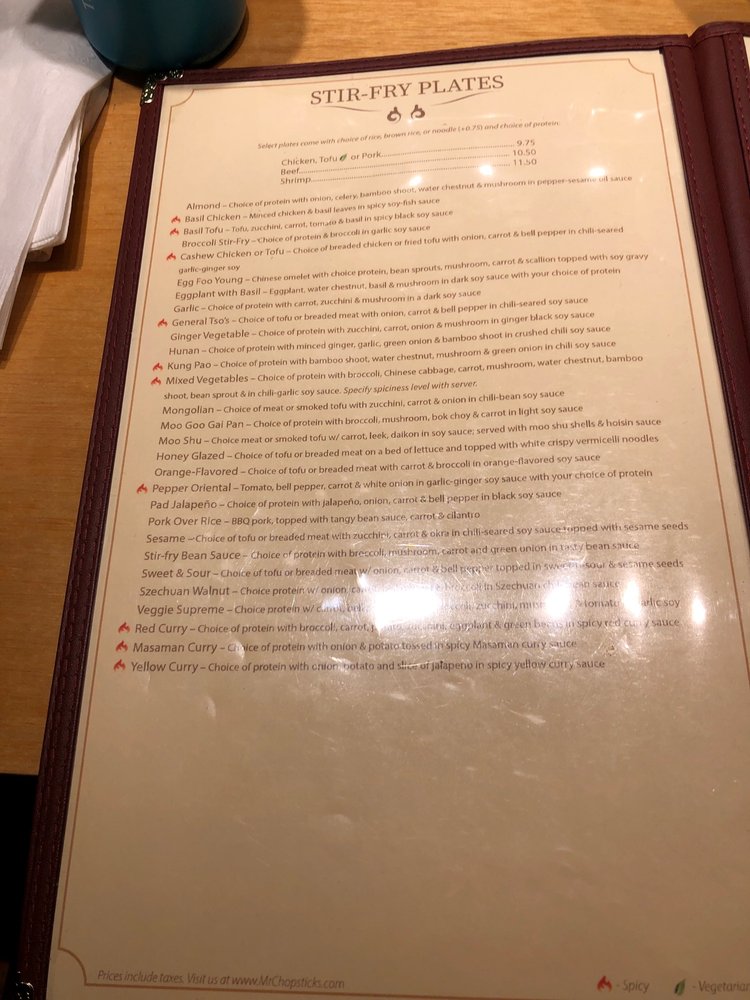 STIR-FRY PLATES
Select plates come with choice of rice, brown rice, or noodle (+0.75) and choice of protein.
Chicken, Tofu or Pork 9.75
Beef 10.50
Shrimp 11.50
Almond – Choice of protein with onion, celery, bamboo shoot, water chestnut & mushroom in pepper-sesame oil sauce
Basil Chicken – Minced chicken & basil leaves in spicy soy-fish sauce
Basil Tofu – Tofu, zucchini, carrot, tomato & basil in spicy black soy sauce
Broccoli Stir-Fry – Choice of protein & broccoli in garlic soy sauce
Cashew Chicken or Tofu – Choice of breaded chicken or fried tofu with onion, carrot & bell pepper in chili-seared
garlic-ginger soy
Egg Foo Young – Chinese omelet with choice protein, bean sprouts, mushroom, carrot & scallion topped with soy gravy
Eggplant with Basil – Eggplant, water chestnut, basil & mushroom in dark soy sauce with your choice of protein
Garlic – Choice of protein with carrot, zucchini & mushroom in a dark soy sauce
General Tso's – Choice of tofu or breaded meat with onion, carrot & bell pepper in chili-seared soy sauce
Ginger Vegetable – Choice of protein with zucchini, carrot, onion & mushroom in ginger black soy sauce
Hunan – Choice of protein with minced ginger, garlic, green onion & bamboo shoot in crushed chili soy sauce
Kung Pao – Choice of protein with bamboo shoot, water chestnut, mushroom & green onion in chili soy sauce
Mixed Vegetables – Choice of protein with broccoli, Chinese cabbage, carrot, mushroom, water chestnut, bamboo
shoot, bean sprout & in chili-garlic soy sauce. Specify spiciness level with server.
Mongolian – Choice of meat or smoked tofu with zucchini, carrot & onion in chili-bean soy sauce
Moo Goo Gai Pan – Choice of protein with broccoli, mushroom, bok choy & carrot in light soy sauce
Moo Shu – Choice meat or smoked tofu w/ carrot, leek, daikon in soy sauce; served with moo shu shells & hoisin sauce
Honey Glazed – Choice of tofu or breaded meat on a bed of lettuce and topped with white crispy vermicelli noodles
Orange-Flavored – Choice of tofu or breaded meat with carrot & broccoli in orange-flavored soy sauce
Pepper Oriental – Tomato, bell pepper, carrot & white onion in garlic-ginger soy sauce with your choice of protein
Pad Jalapeño – Choice of protein with jalapeño, onion, carrot & bell pepper in black soy sauce
Pork Over Rice – BBQ pork, topped with tangy bean sauce, carrot & cilantro
Sesame – Choice of tofu or breaded meat with zucchini, carrot & okra in chili-seared soy sauce topped with sesame seeds
Stir-fry Bean Sauce – Choice of protein with broccoli, mushroom, carrot and green onion in tasty bean sauce
Sweet & Sour – Choice of tofu or breaded meat w/ onion, carrot & bell pepper topped in sweet-sour & sesame seeds
Szechuan Walnut – Choice protein w/ onion, & broccoli in Szechuan chili bean sauce
Veggie Supreme – Choice protein w/ zucchini, & tomato garlic soy
Red Curry – Choice of protein with broccoli, carrot, zucchini, eggplant & green beans in spicy red curry sauce
Masaman Curry – Choice of protein with onion & potato tossed in spicy Masaman curry sauce
Yellow Curry – Choice of protein with onion, potato and slice of jalapeno in spicy yellow curry sauce
Prices include taxes. Visit us at www.MrChopsticks.com
- Spicy - Vegetarian